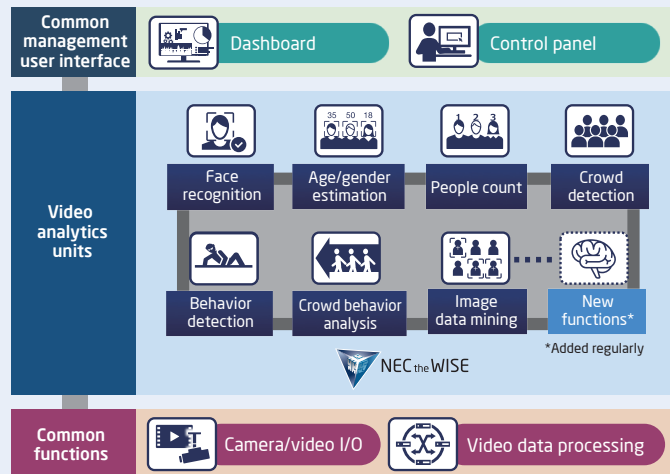 Common
management
user interface
Dashboard
Control panel
Video
analytics
units
35 50 18
1 2 3
Face
recognition
Age/gender
estimation
People count
Crowd
detection
Behavior
detection
Crowd behavior
analysis
Image
data mining
New
functions*
*Added regularly
NEC the WISE
Common
functions
Camera/video I/O
Video data processing